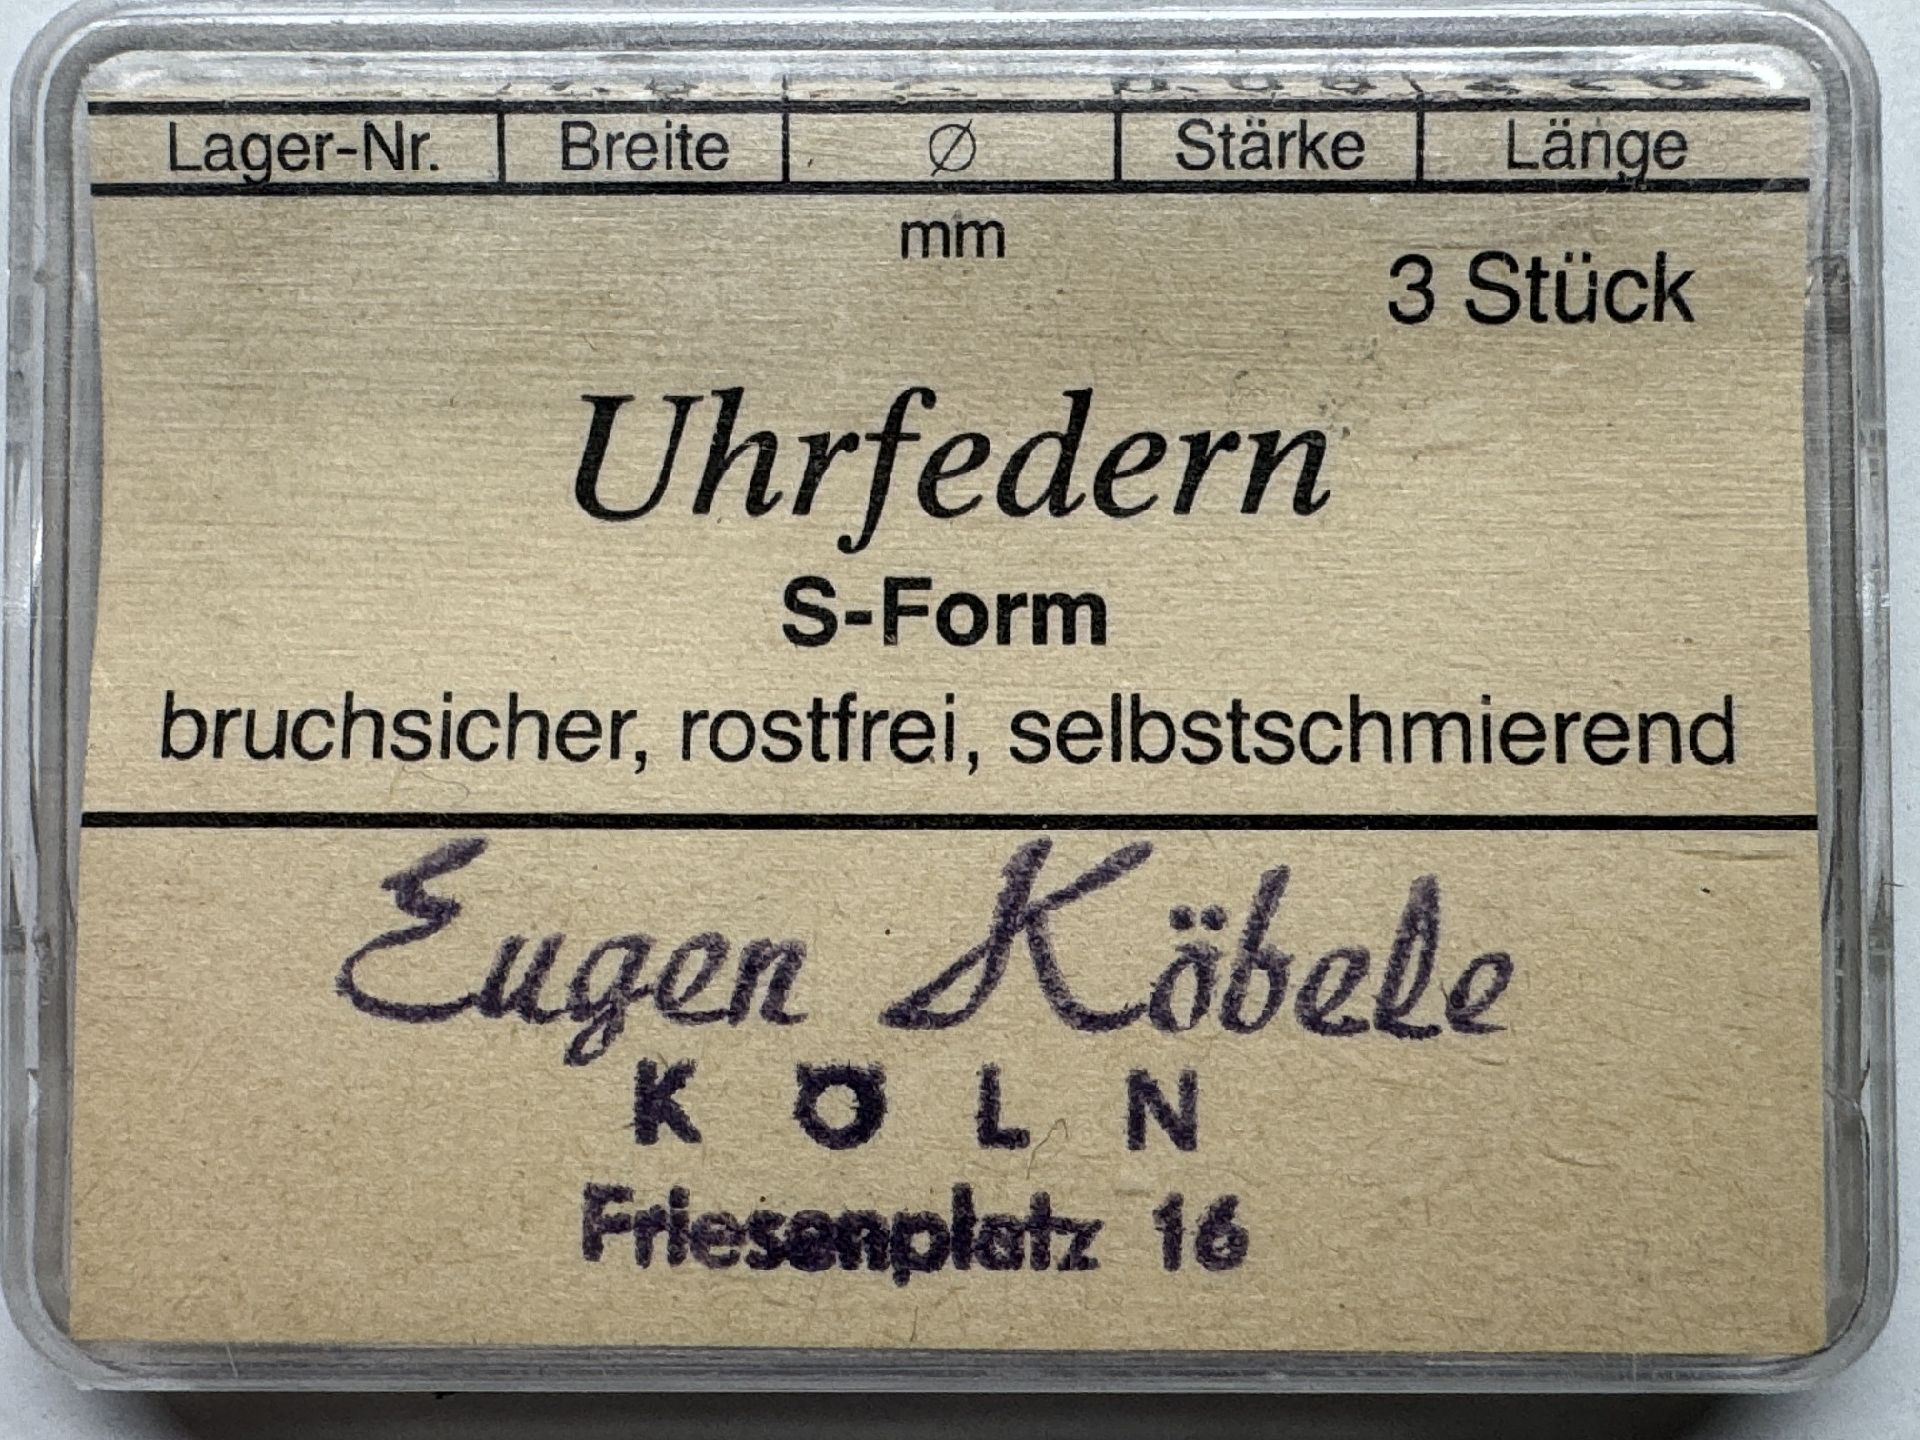 Lager-Nr. Breite Ø Stärke Länge
mm
3 Stück
Uhrfedern
S-Form
bruchsicher, rostfrei, selbstschmierend
Eugen Köbele
KÖLN
Friesenplatz 16